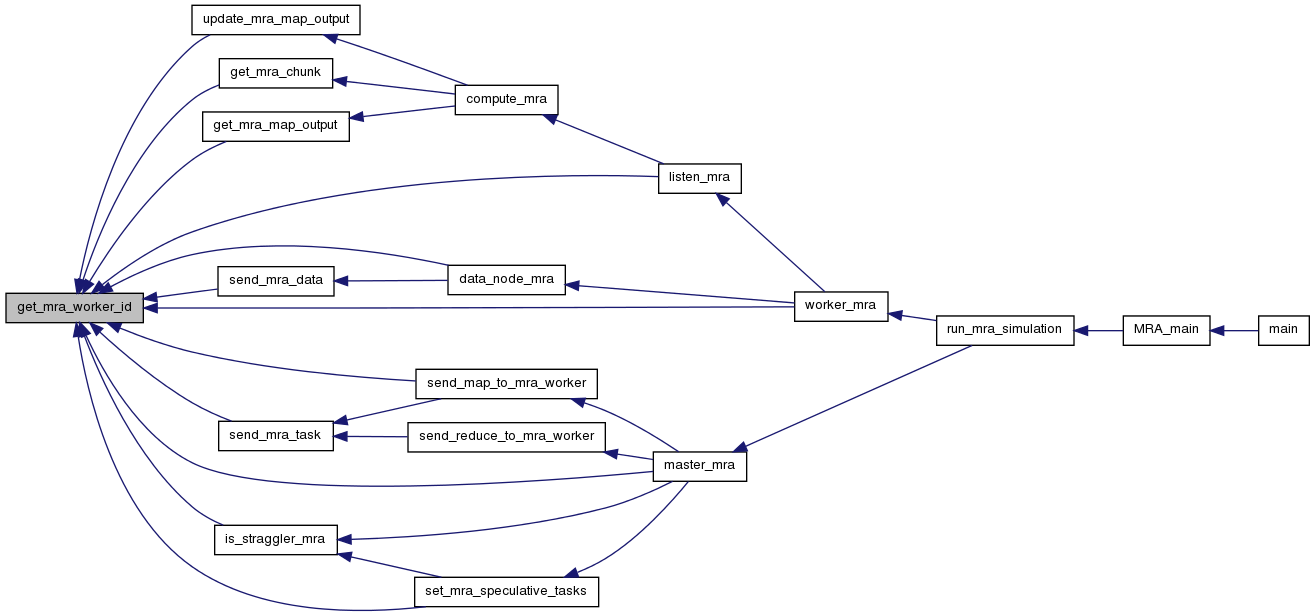 update_mra_map_output
get_mra_chunk
compute_mra
get_mra_map_output
listen_mra
send_mra_data
data_node_mra
get_mra_worker_id
worker_mra
run_mra_simulation
MRA_main
main
send_map_to_mra_worker
send_mra_task
send_reduce_to_mra_worker
master_mra
is_straggler_mra
set_mra_speculative_tasks